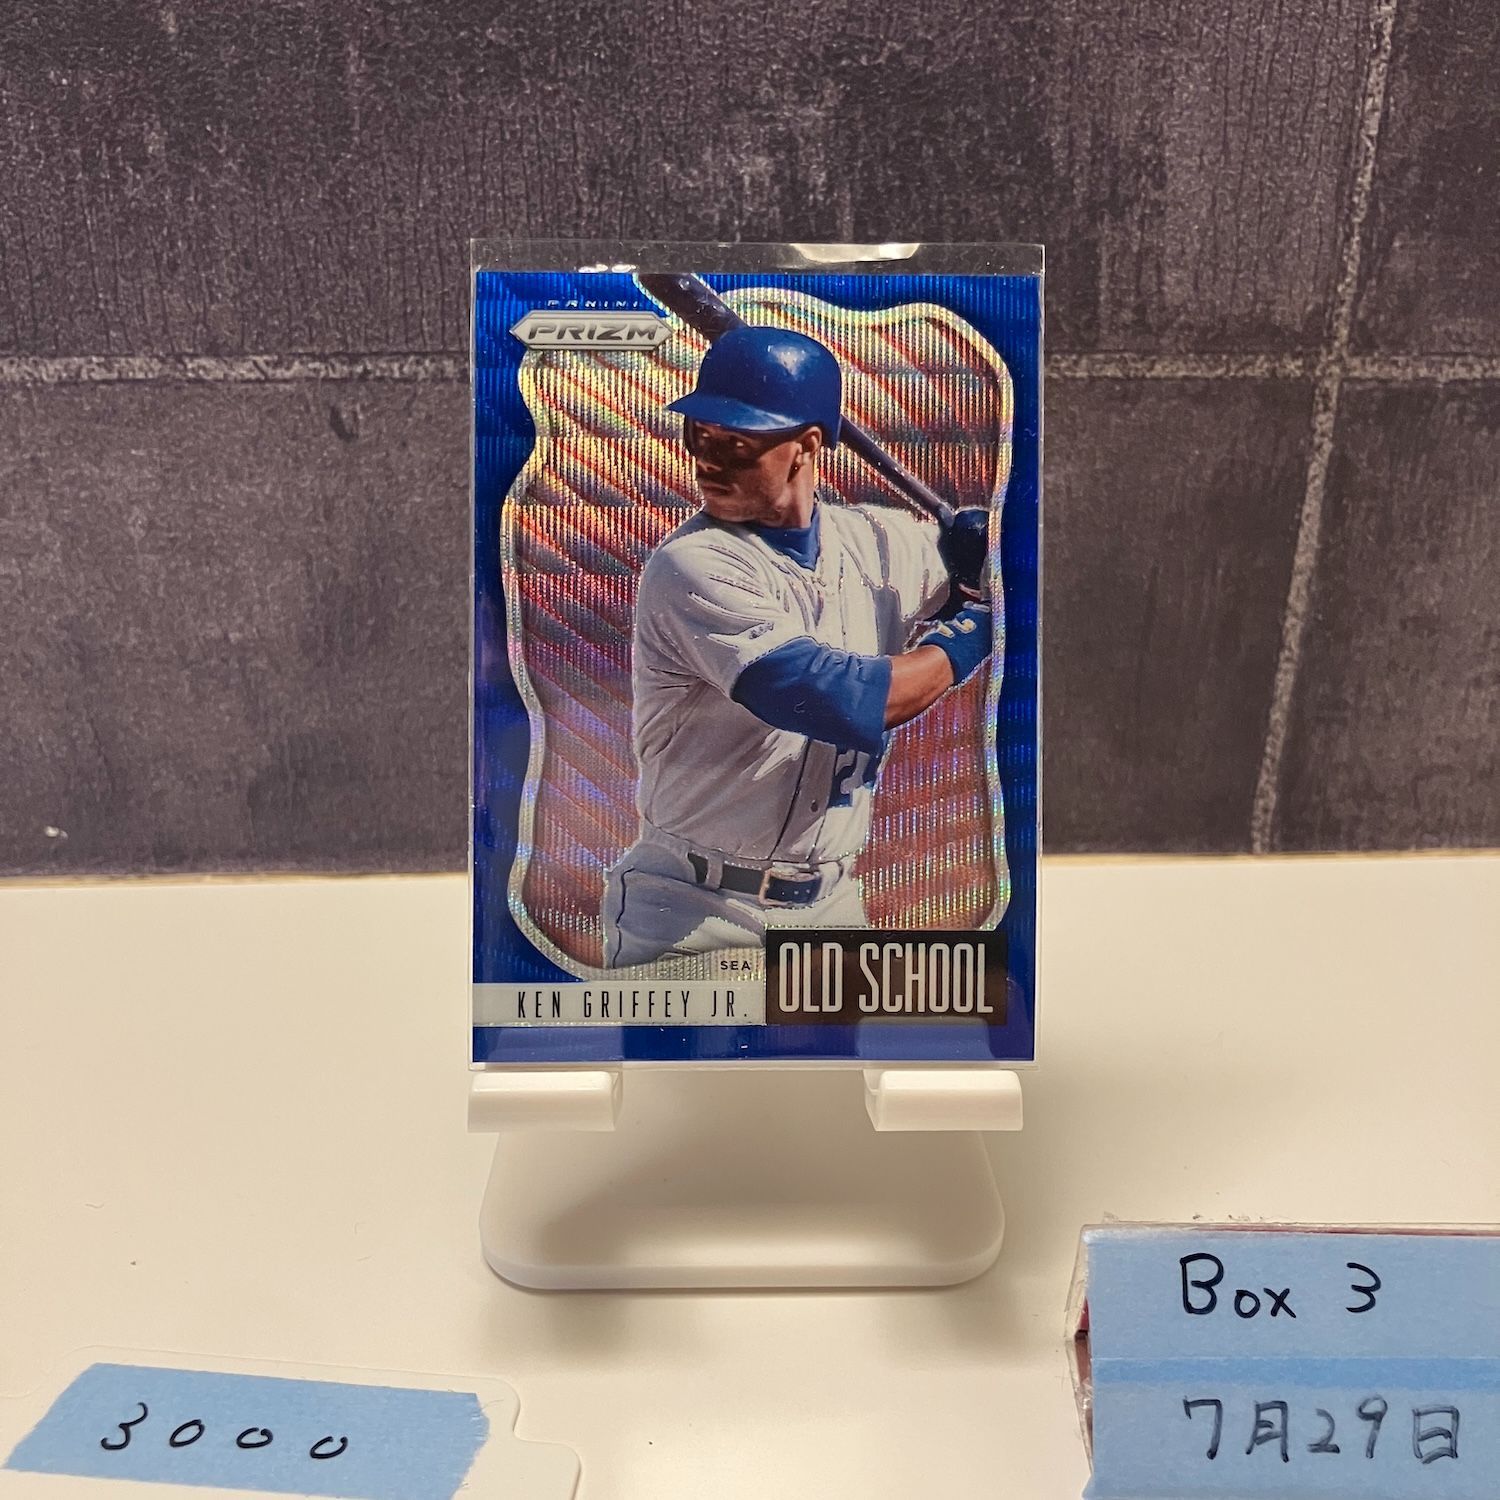 PANINI
PRIZM
SEA
KEN GRIFFEY JR.
OLD SCHOOL
Box 3
7月29日
3000